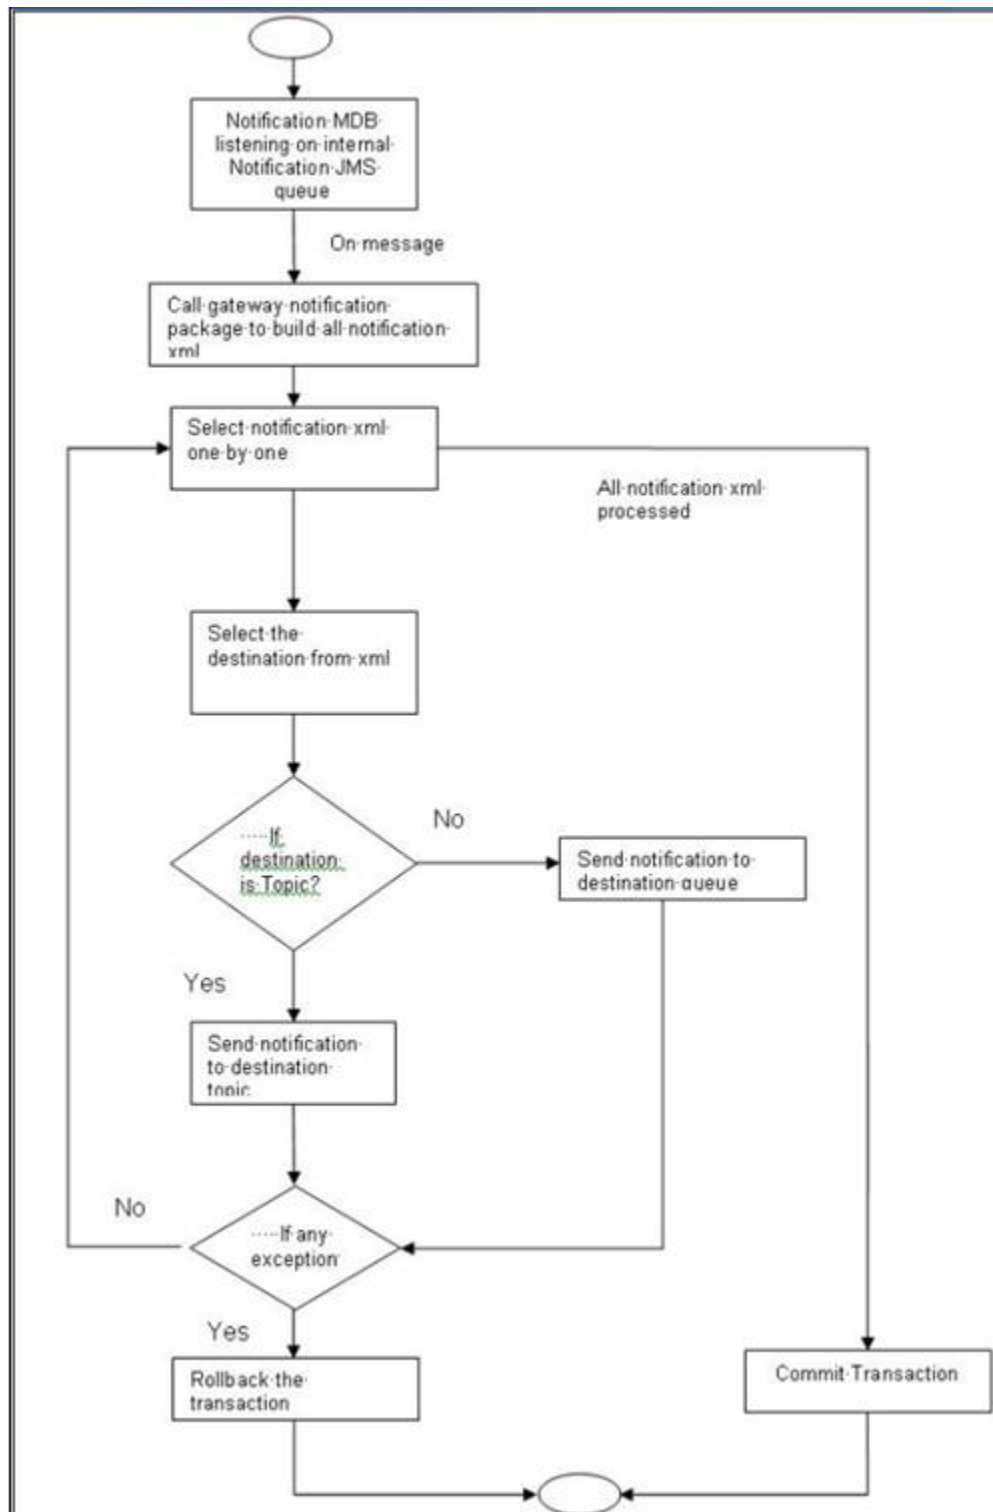 Notification MDB
listening on internal
Notification JMS
queue
On message
Call gateway notification
package to build all notification
xml
Select notification xml
one by one
All notification xml
processed
Select the
destination from xml
If
destination
is Topic?
No
Send notification to
destination queue
Yes
Send notification
to destination
topic
No
If any
exception
Yes
Rollback the
transaction
Commit Transaction